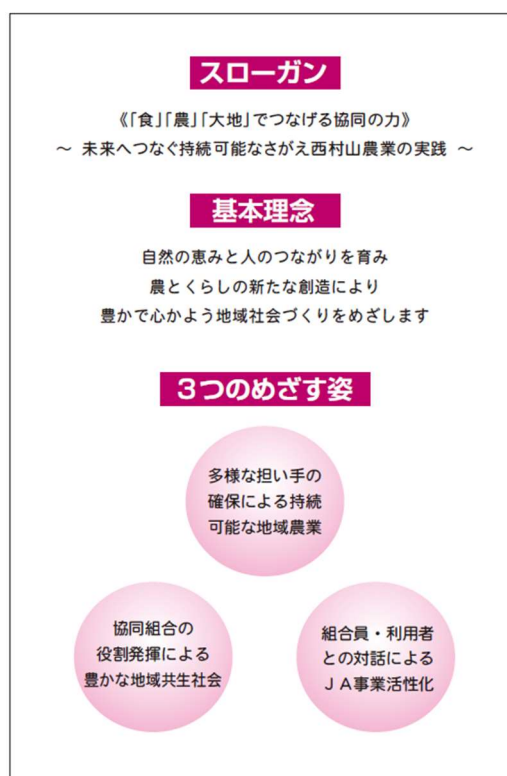 スローガン
《「食」「農」「大地」でつなげる協同の力》
～ 未来へつなぐ持続可能なさがえ西村山農業の実践 ～
基本理念
自然の恵みと人のつながりを育み
農とくらしの新たな創造により
豊かで心かよう地域社会づくりをめざします
３つのめざす姿
多様な担い手の
確保による持続
可能な地域農業
協同組合の
役割発揮による
豊かな地域共生社会
組合員・利用者
との対話による
ＪＡ事業活性化